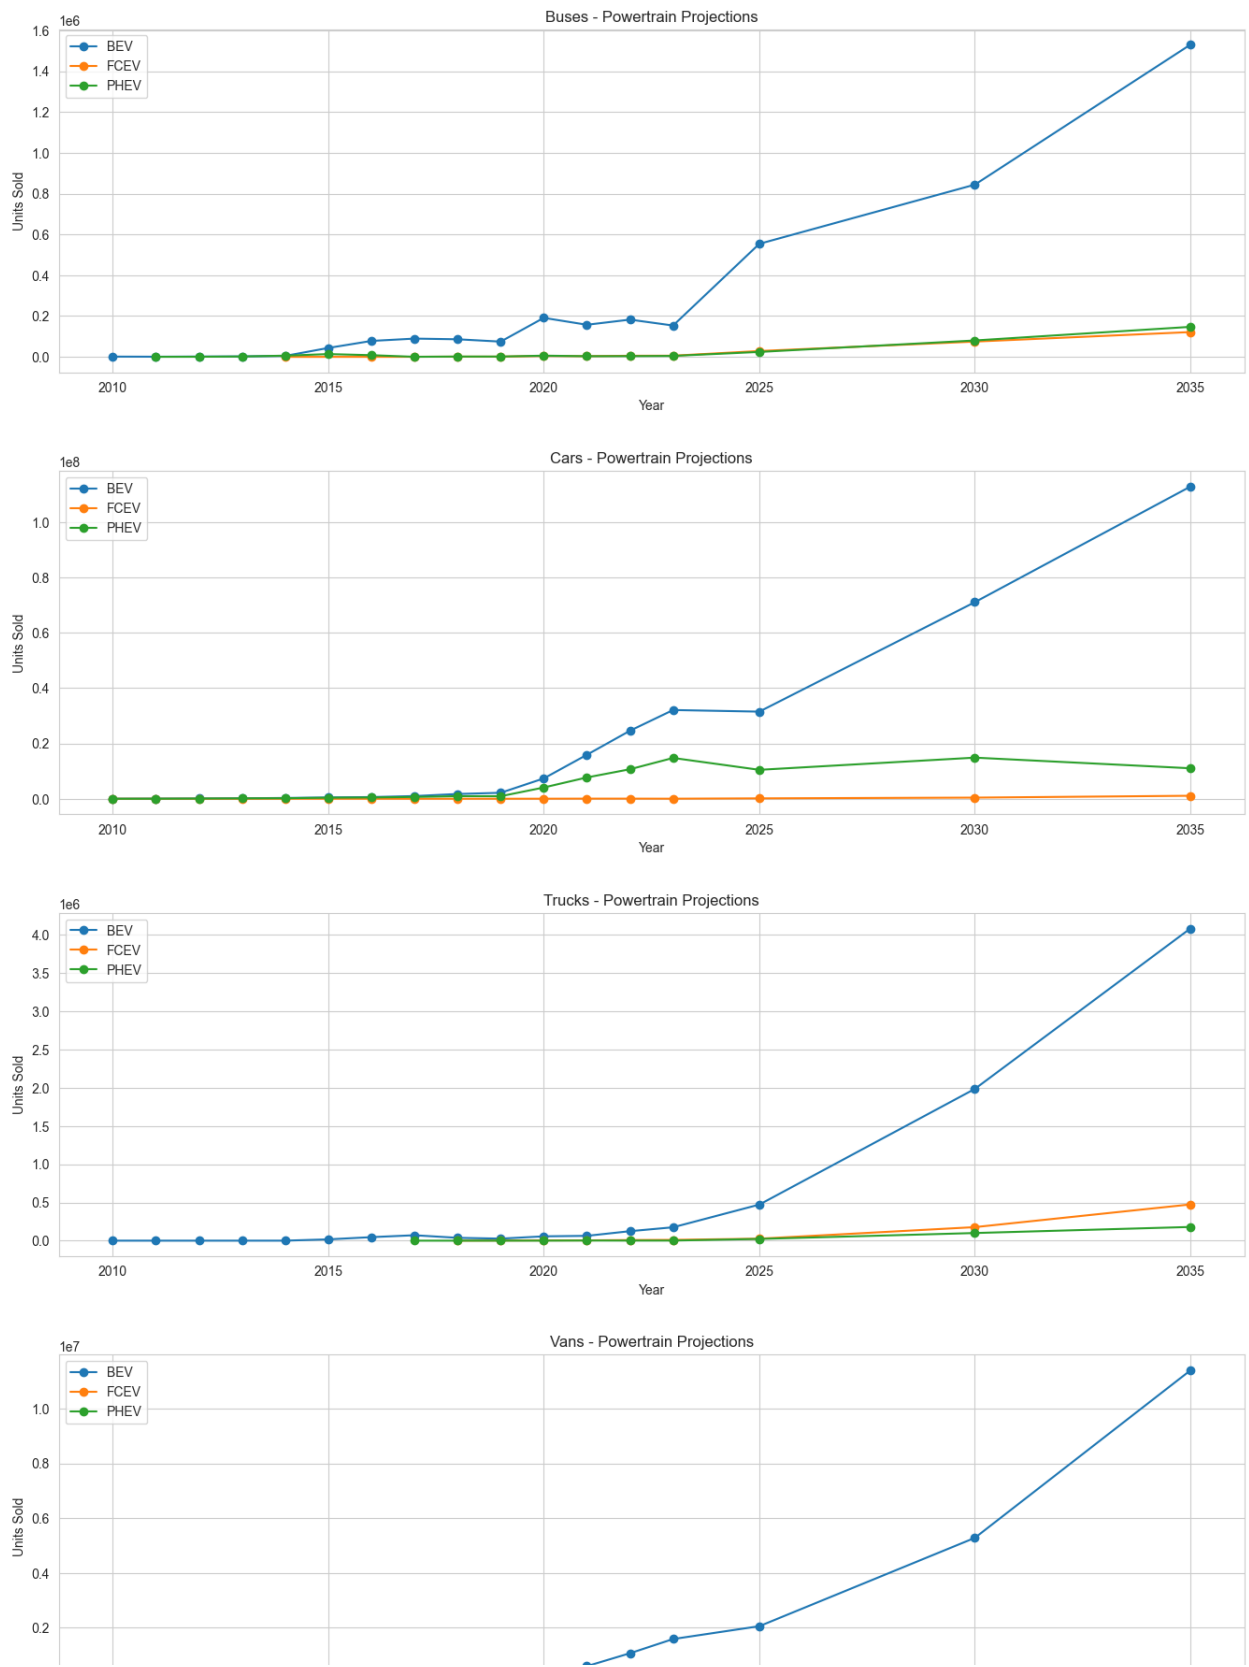 Buses - Powertrain Projections
1e6
BEV
FCEV
PHEV
1.6
1.4
1.2
1.0
0.8
0.6
0.4
0.2
0.0
Units Sold
2010 2015 2020 2025 2030 2035
Year
Cars - Powertrain Projections
1e8
BEV
FCEV
PHEV
1.0
0.8
0.6
0.4
0.2
0.0
Units Sold
2010 2015 2020 2025 2030 2035
Year
Trucks - Powertrain Projections
1e6
BEV
FCEV
PHEV
4.0
3.5
3.0
2.5
2.0
1.5
1.0
0.5
0.0
Units Sold
2010 2015 2020 2025 2030 2035
Year
Vans - Powertrain Projections
1e7
BEV
FCEV
PHEV
1.0
0.8
0.6
0.4
0.2
Units Sold